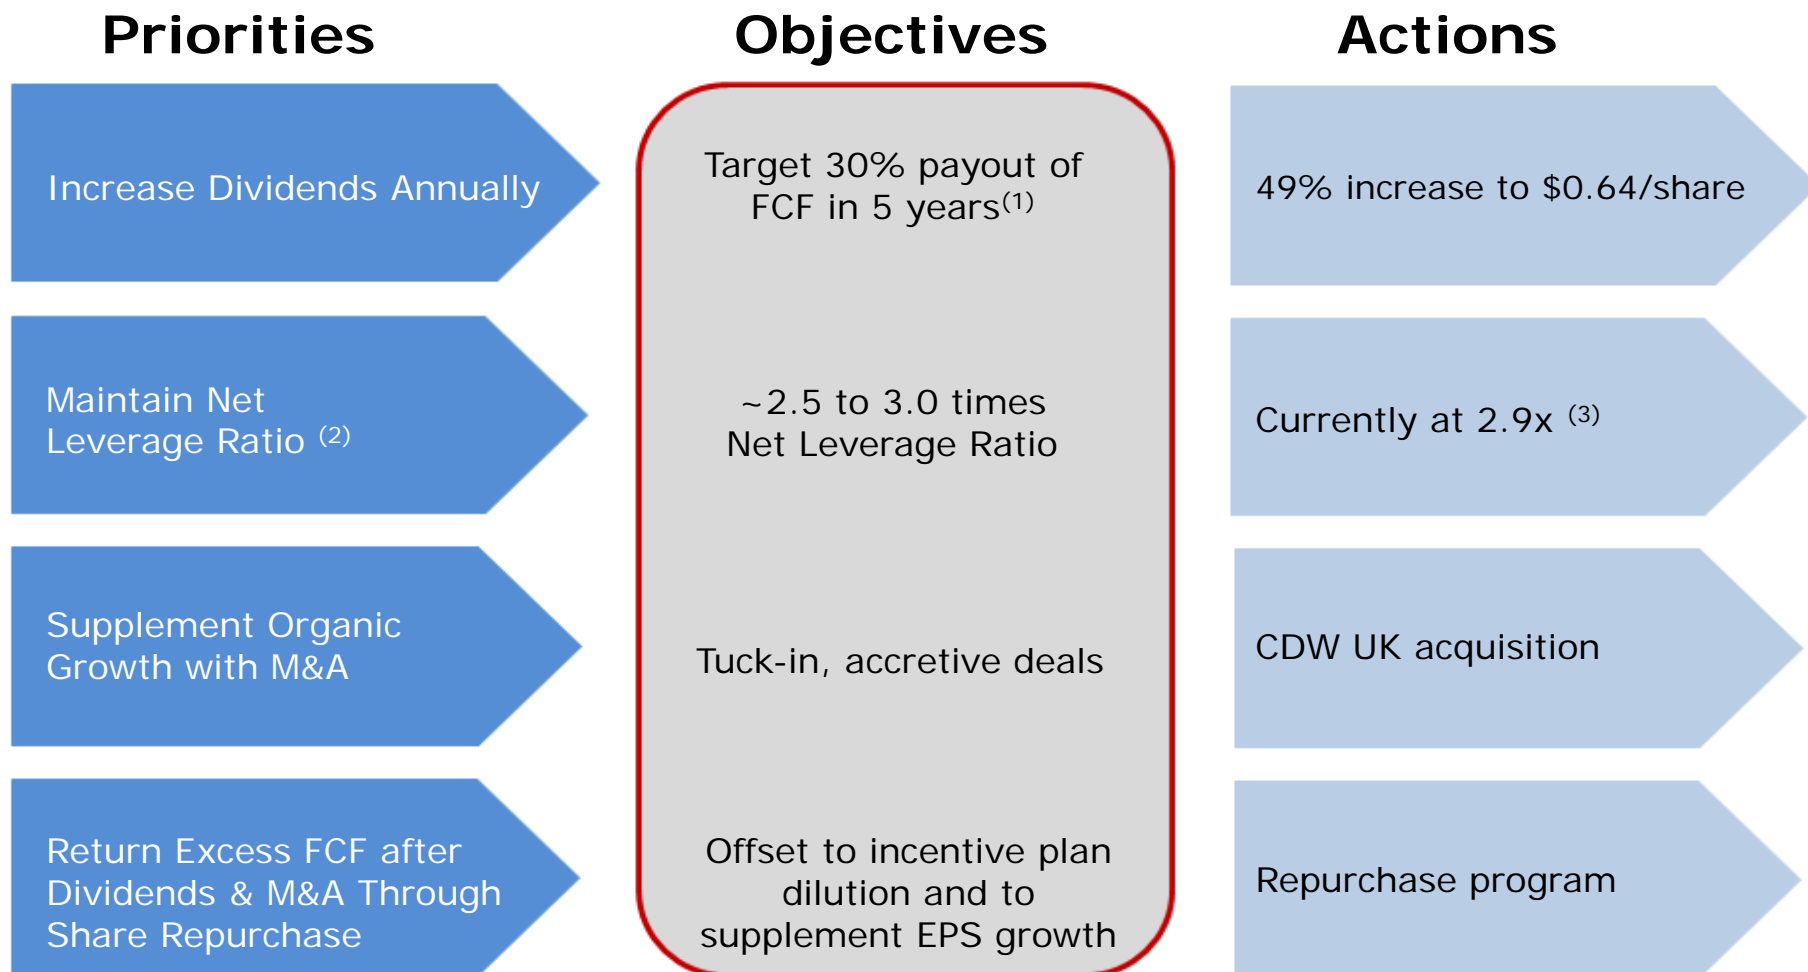 Priorities
Objectives
Actions
Increase Dividends Annually
Target 30% payout of
FCF in 5 years(1)
49% increase to $0.64/share
Maintain Net
Leverage Ratio (2)
~2.5 to 3.0 times
Net Leverage Ratio
Currently at 2.9x (3)
Supplement Organic
Growth with M&A
Tuck-in, accretive deals
CDW UK acquisition
Return Excess FCF after
Dividends & M&A Through
Share Repurchase
Offset to incentive plan
dilution and to
supplement EPS growth
Repurchase program